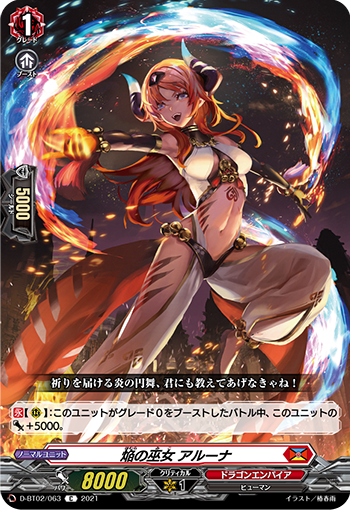 1
グレード
ブースト
5000
シールド
祈りを届ける炎の円舞、君にも教えてあげなきゃね！
永【R】：このユニットがグレード0をブーストしたバトル中、このユニットの
+5000。
ノーマルユニット
焔の巫女 アルーナ
パワー 8000
クリティカル
1
ドラゴンエンパイア
ヒューマン
D-BT02/063 C 2021
イラスト／椿春雨